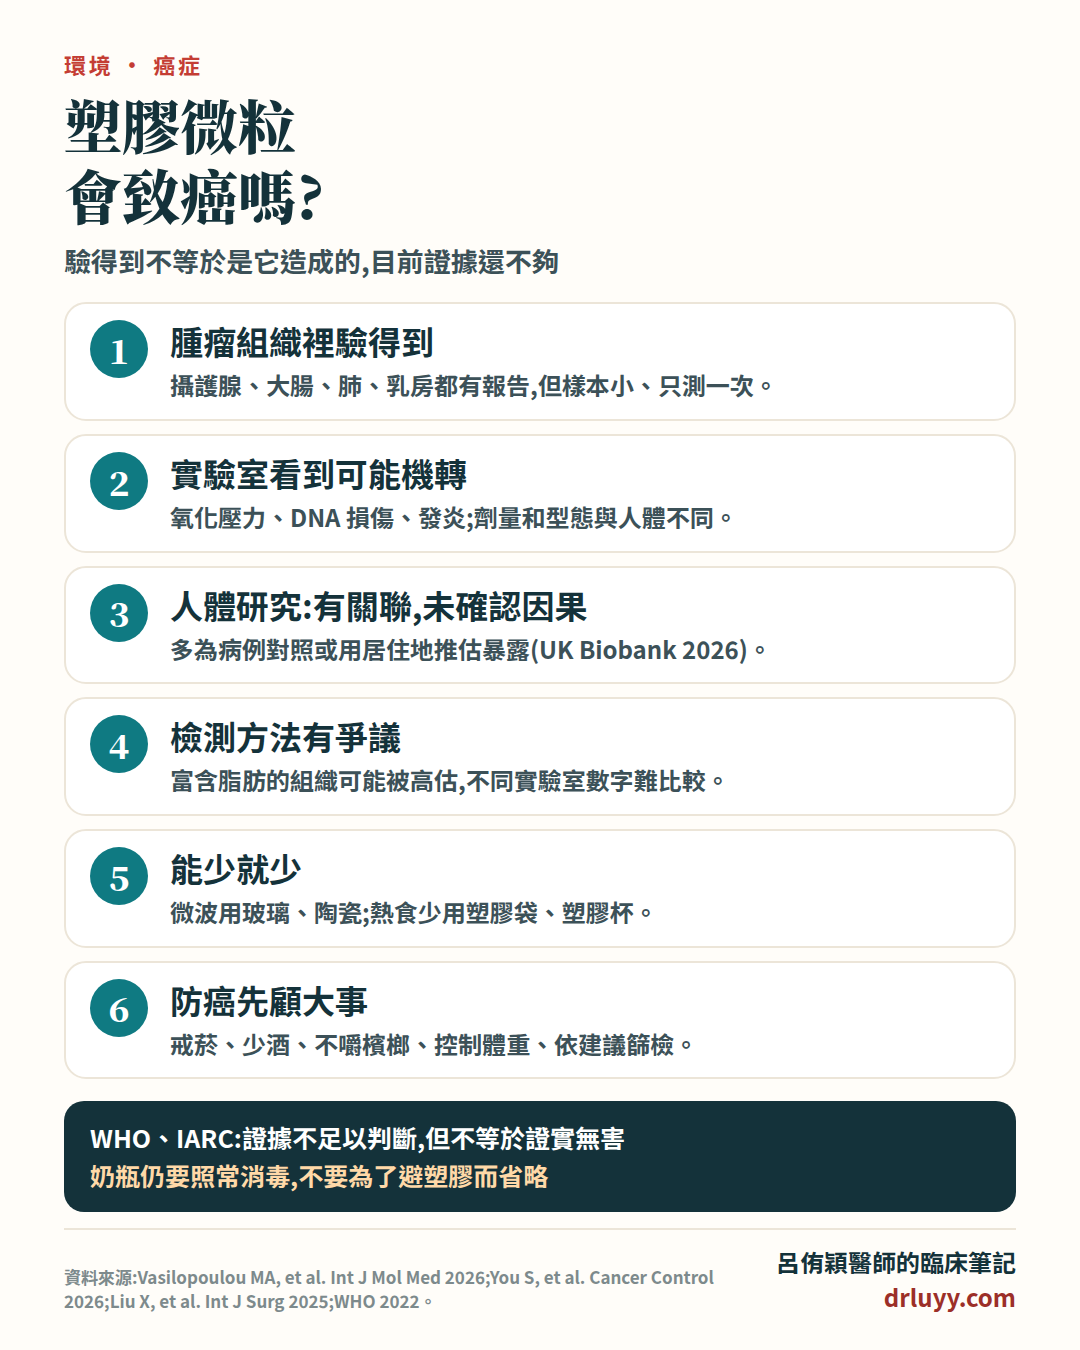 環境 · 癌症
塑膠微粒
會致癌嗎?
驗得到不等於是它造成的,目前證據還不夠
1
腫瘤組織裡驗得到
攝護腺、大腸、肺、乳房都有報告,但樣本小、只測一次。
2
實驗室看到可能機轉
氧化壓力、DNA 損傷、發炎;劑量和型態與人體不同。
3
人體研究:有關聯,未確認因果
多為病例對照或用居住地推估暴露(UK Biobank 2026)。
4
檢測方法有爭議
富含脂肪的組織可能被高估,不同實驗室數字難比較。
5
能少就少
微波用玻璃、陶瓷;熱食少用塑膠袋、塑膠杯。
6
防癌先顧大事
戒菸、少酒、不嚼檳榔、控制體重、依建議篩檢。
WHO、IARC:證據不足以判斷,但不等於證實無害
奶瓶仍要照常消毒,不要為了避塑膠而省略
資料來源:Vasilopoulou MA, et al. Int J Mol Med 2026;You S, et al. Cancer Control
2026;Liu X, et al. Int J Surg 2025;WHO 2022。
呂侑穎醫師的臨床筆記
drluyy.com